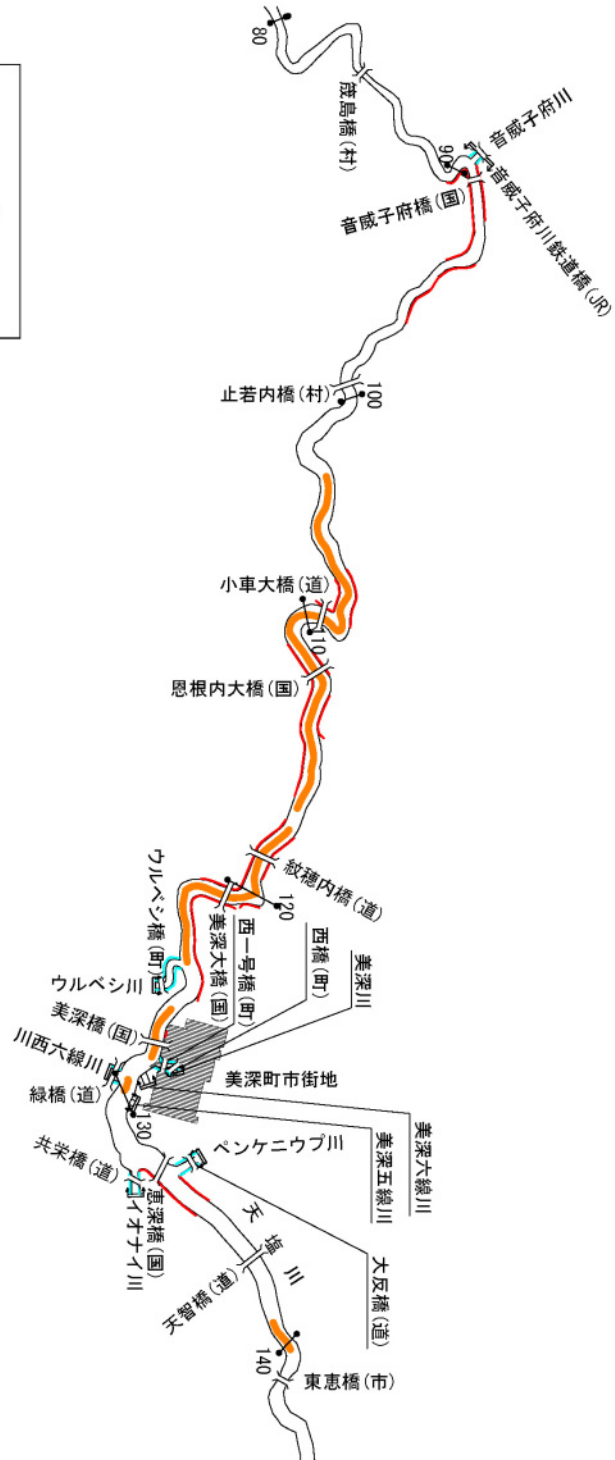 80
筬島橋(村)
90
音威子府川
音威子府川鉄道橋(JR)
音威子府橋(国)
止若内橋(村)
100
小車大橋(道)
110
恩根内大橋(国)
紋穂内橋(道)
120
美深大橋(国)
西一号橋(町)
西橋(町)
美深川
ウルベシ橋(町)
ウルベシ川
美深橋(国)
川西六線川
緑橋(道)
美深町市街地
130
美深六線川
美深五線川
ペンケニウプ川
大反橋(道)
共栄橋(道)
恵深橋(国)
イオナイ川
天塩川
天智橋(道)
140
東恵橋(市)